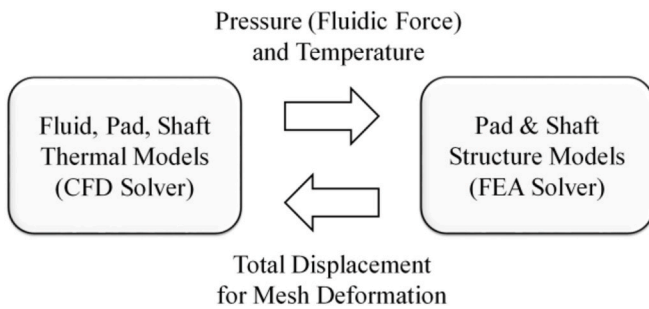 Pressure (Fluidic Force)
and Temperature
Fluid, Pad, Shaft
Thermal Models
(CFD Solver)
Pad & Shaft
Structure Models
(FEA Solver)
Total Displacement
for Mesh Deformation